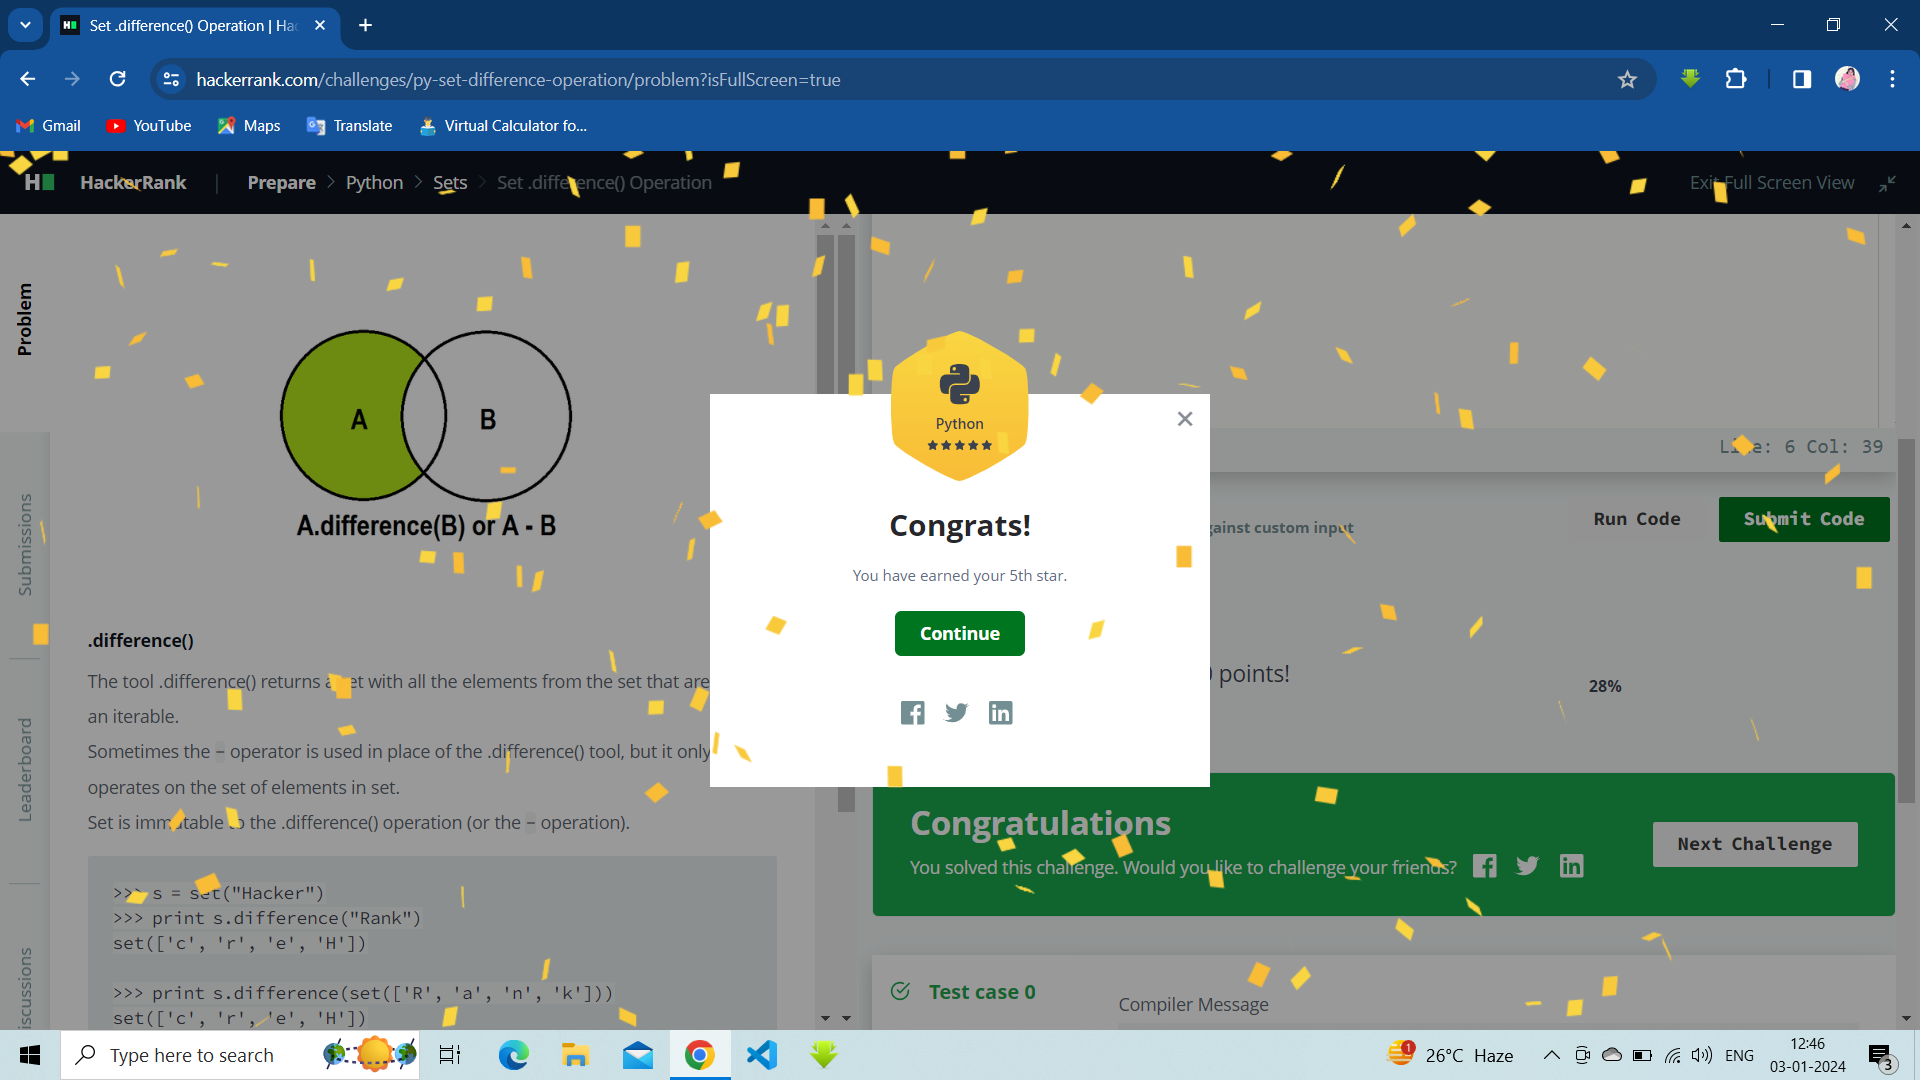 Set .difference() Operation | Hac
hackerrank.com/challenges/py-set-difference-operation/problem?isFullScreen=true
Gmail
YouTube
Maps
Translate
Virtual Calculator fo...
HackerRank | Prepare > Python > Sets > Set .difference() Operation
Exit Full Screen View
Problem
Submissions
Leaderboard
A
B
A.difference(B) or A - B
.difference()
The tool .difference() returns a set with all the elements from the set that are
an iterable.
Sometimes the - operator is used in place of the .difference() tool, but it only
operates on the set of elements in set.
Set is immutable to the .difference() operation (or the - operation).
>>> s = set("Hacker")
>>> print s.difference("Rank")
set(['c', 'r', 'e', 'H'])
>>> print s.difference(set(['R', 'a', 'n', 'k']))
set(['c', 'r', 'e', 'H'])
Python
Congrats!
You have earned your 5th star.
Continue
Line: 6 Col: 39
against custom input
Run Code
Submit Code
points!
28%
Congratulations
You solved this challenge. Would you like to challenge your friends?
Next Challenge
Test case 0
Compiler Message
Type here to search
1
26°C Haze
ENG
12:46
03-01-2024
3